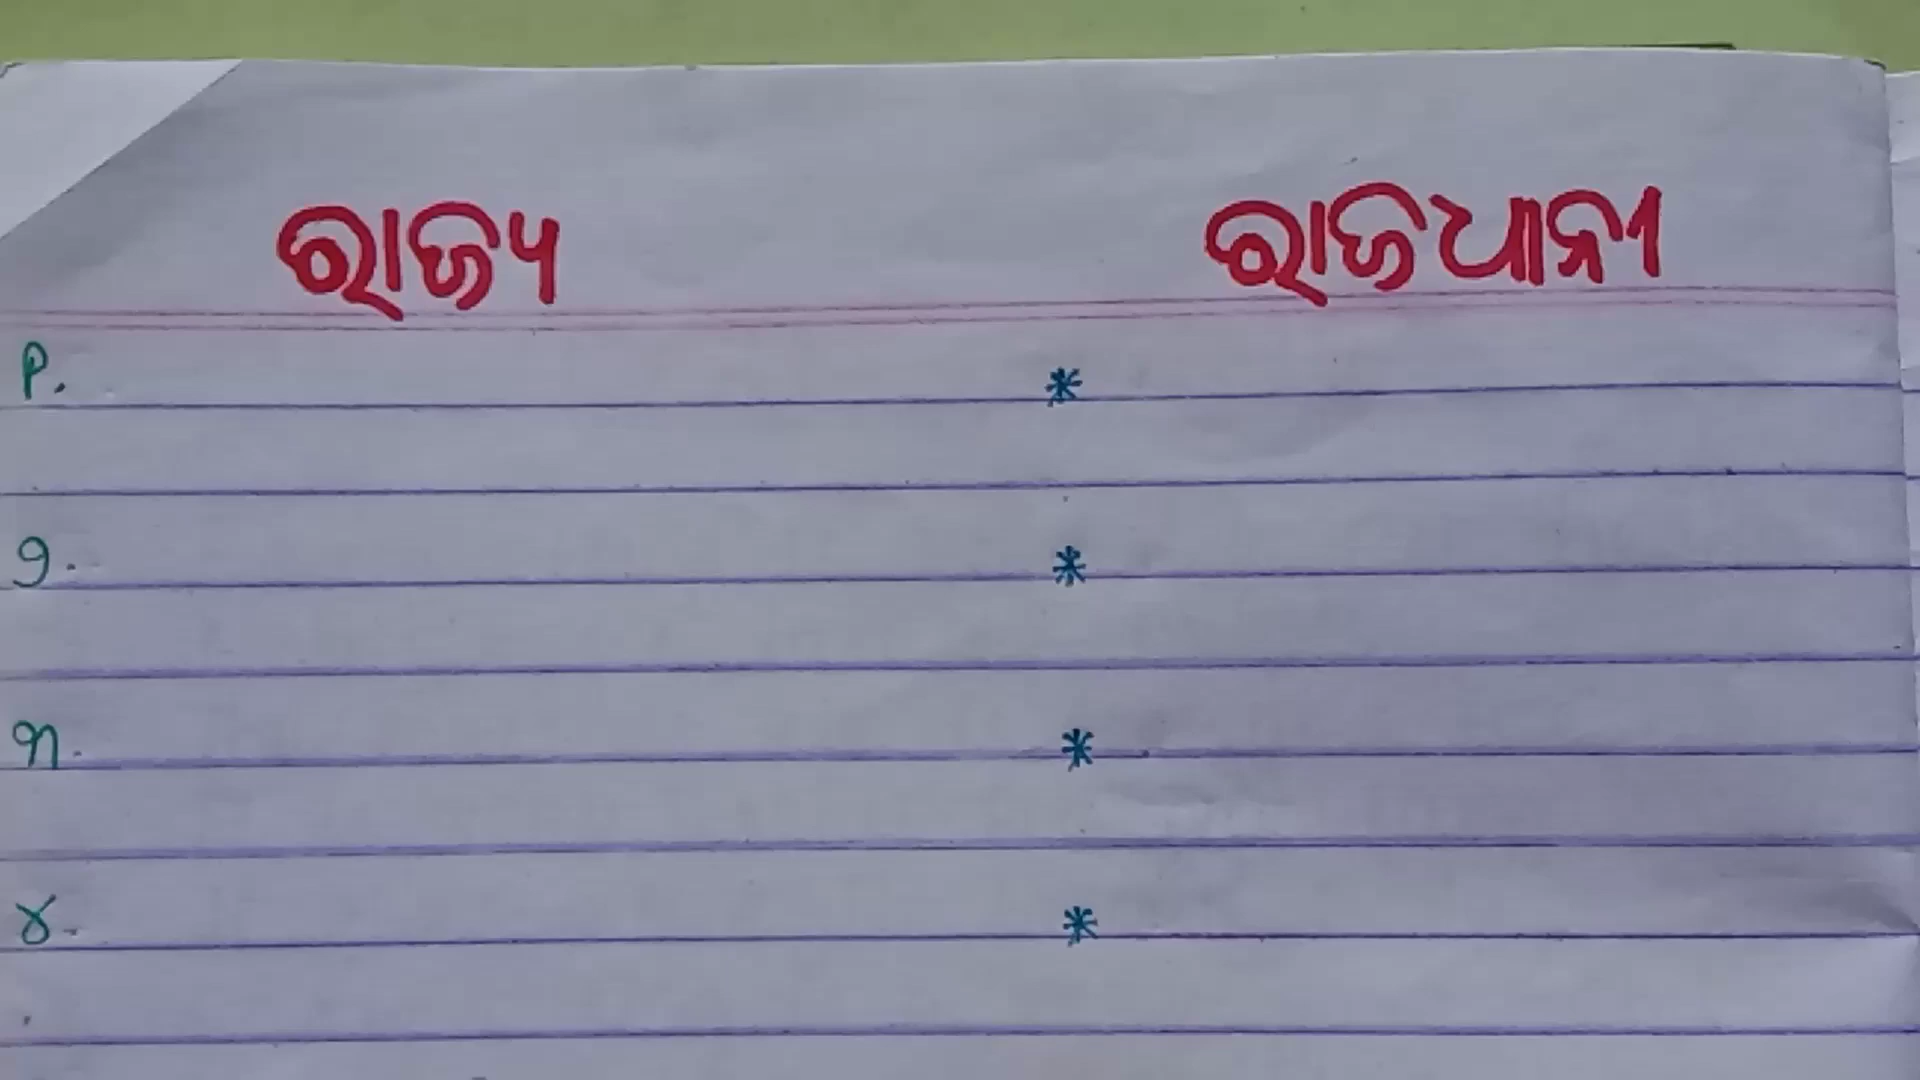 ରାଜ୍ୟ ରାଜଧାନୀ
୧. *
୨. *
୩. *
୪. *